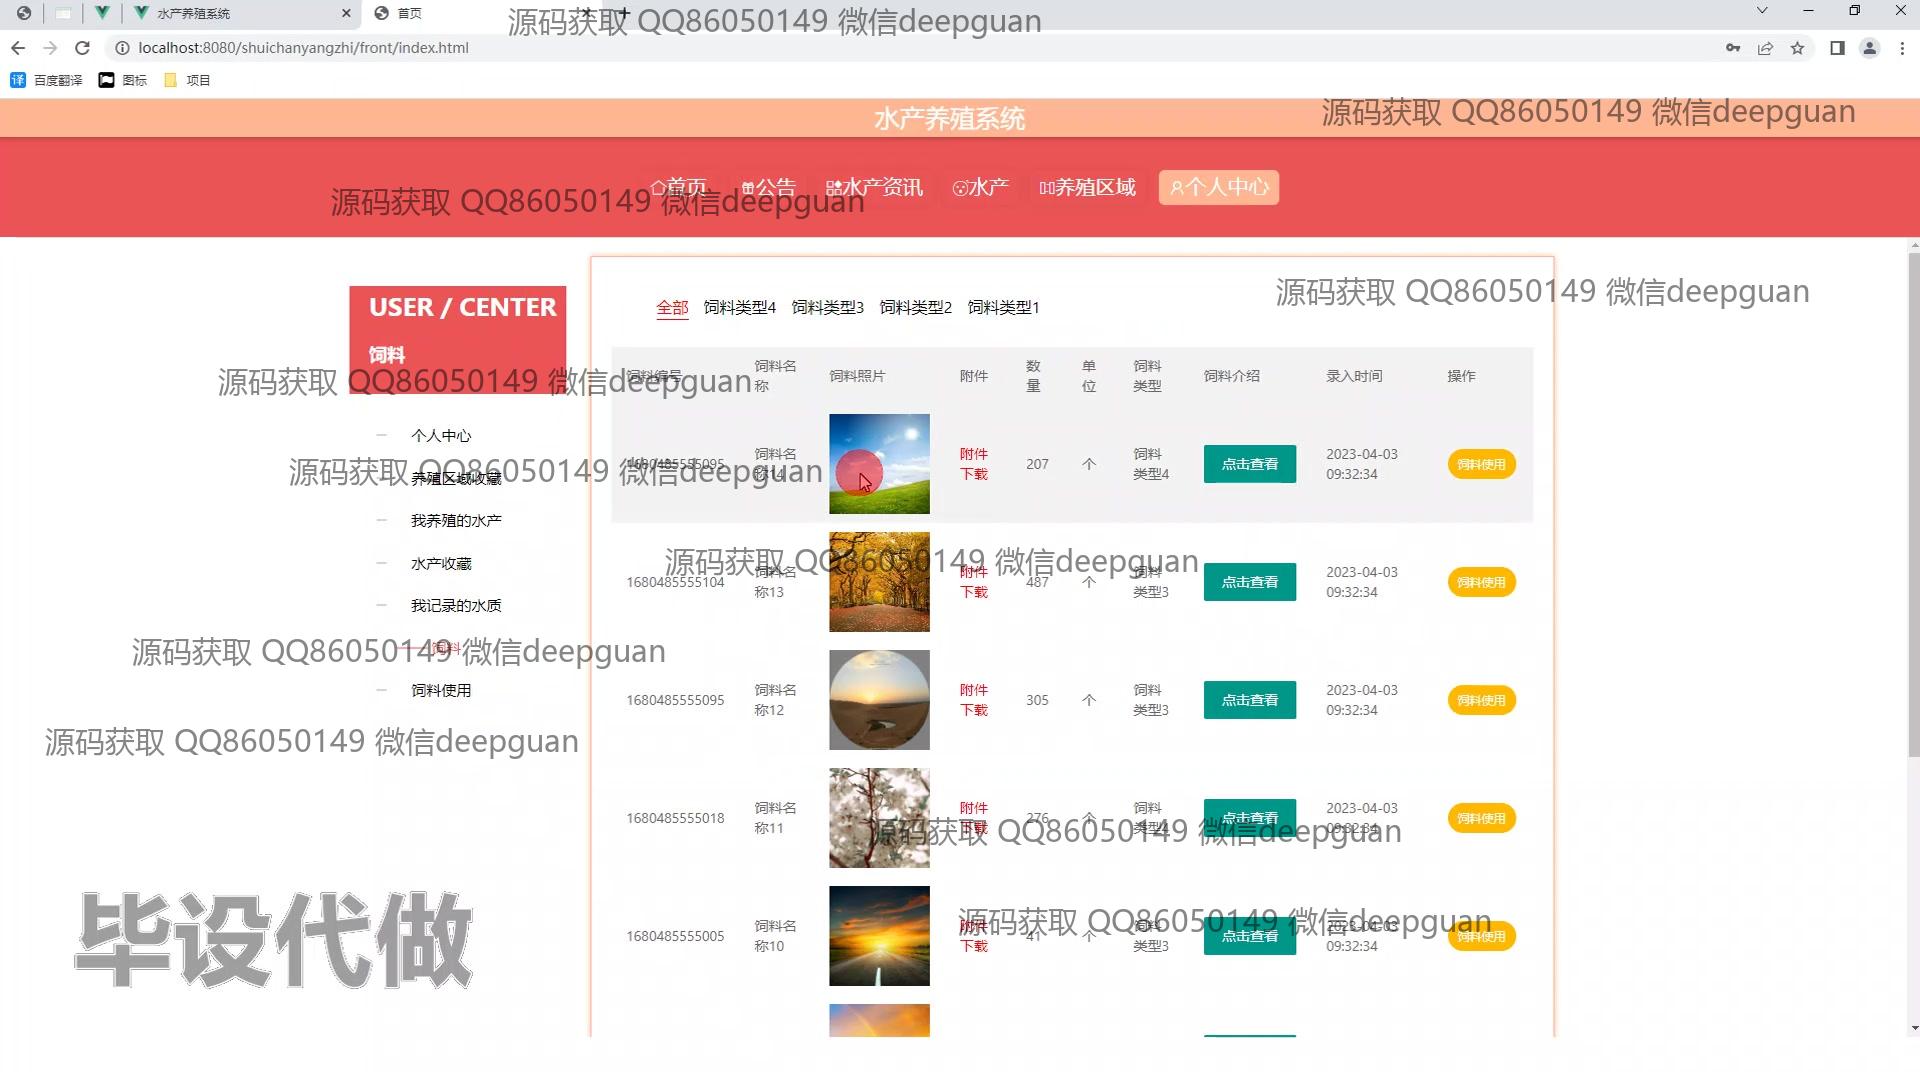 水产养殖系统
首页
源码获取 QQ86050149 微信deepguan
localhost:8080/shuichanyangzhi/front/index.html
百度翻译 图标 项目
水产养殖系统
源码获取 QQ86050149 微信deepguan
首页 公告 水产资讯 水产 养殖区域 个人中心
源码获取 QQ86050149 微信deepguan
源码获取 QQ86050149 微信deepguan
USER / CENTER
饲料
全部 饲料类型4 饲料类型3 饲料类型2 饲料类型1
源码获取 QQ86050149 微信deepguan
饲料编号 饲料名称 饲料照片 附件 数量 单位 饲料类型 饲料介绍 录入时间 操作
个人中心
养殖区域收藏
我养殖的水产
水产收藏
我记录的水质
饲料
饲料使用
源码获取 QQ86050149 微信deepguan
1680485555095 饲料名称14 附件下载 207 个 饲料类型4 点击查看 2023-04-03 09:32:34 饲料使用
源码获取 QQ86050149 微信deepguan
1680485555104 饲料名称13 附件下载 487 个 饲料类型3 点击查看 2023-04-03 09:32:34 饲料使用
源码获取 QQ86050149 微信deepguan
1680485555095 饲料名称12 附件下载 305 个 饲料类型3 点击查看 2023-04-03 09:32:34 饲料使用
源码获取 QQ86050149 微信deepguan
1680485555018 饲料名称11 附件下载 276 个 饲料类型4 点击查看 2023-04-03 09:32:34 饲料使用
源码获取 QQ86050149 微信deepguan
1680485555005 饲料名称10 附件下载 41 个 饲料类型3 点击查看 2023-04-03 09:32:34 饲料使用
源码获取 QQ86050149 微信deepguan
毕设代做